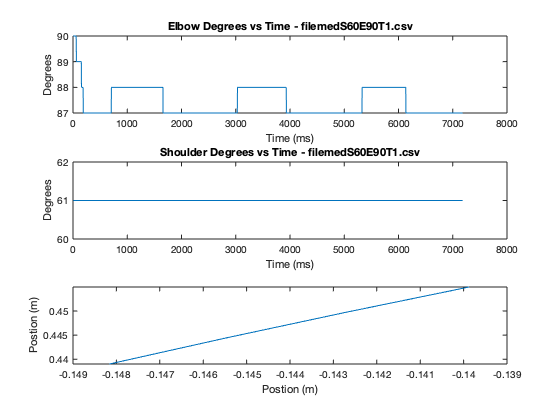 Elbow Degrees vs Time - filemedS60E90T1.csv
90
89
88
87
Degrees
0 1000 2000 3000 4000 5000 6000 7000 8000
Time (ms)
Shoulder Degrees vs Time - filemedS60E90T1.csv
62
61
60
Degrees
0 1000 2000 3000 4000 5000 6000 7000 8000
Time (ms)
0.45
0.445
0.44
Postion (m)
-0.149 -0.148 -0.147 -0.146 -0.145 -0.144 -0.143 -0.142 -0.141 -0.14 -0.139
Postion (m)